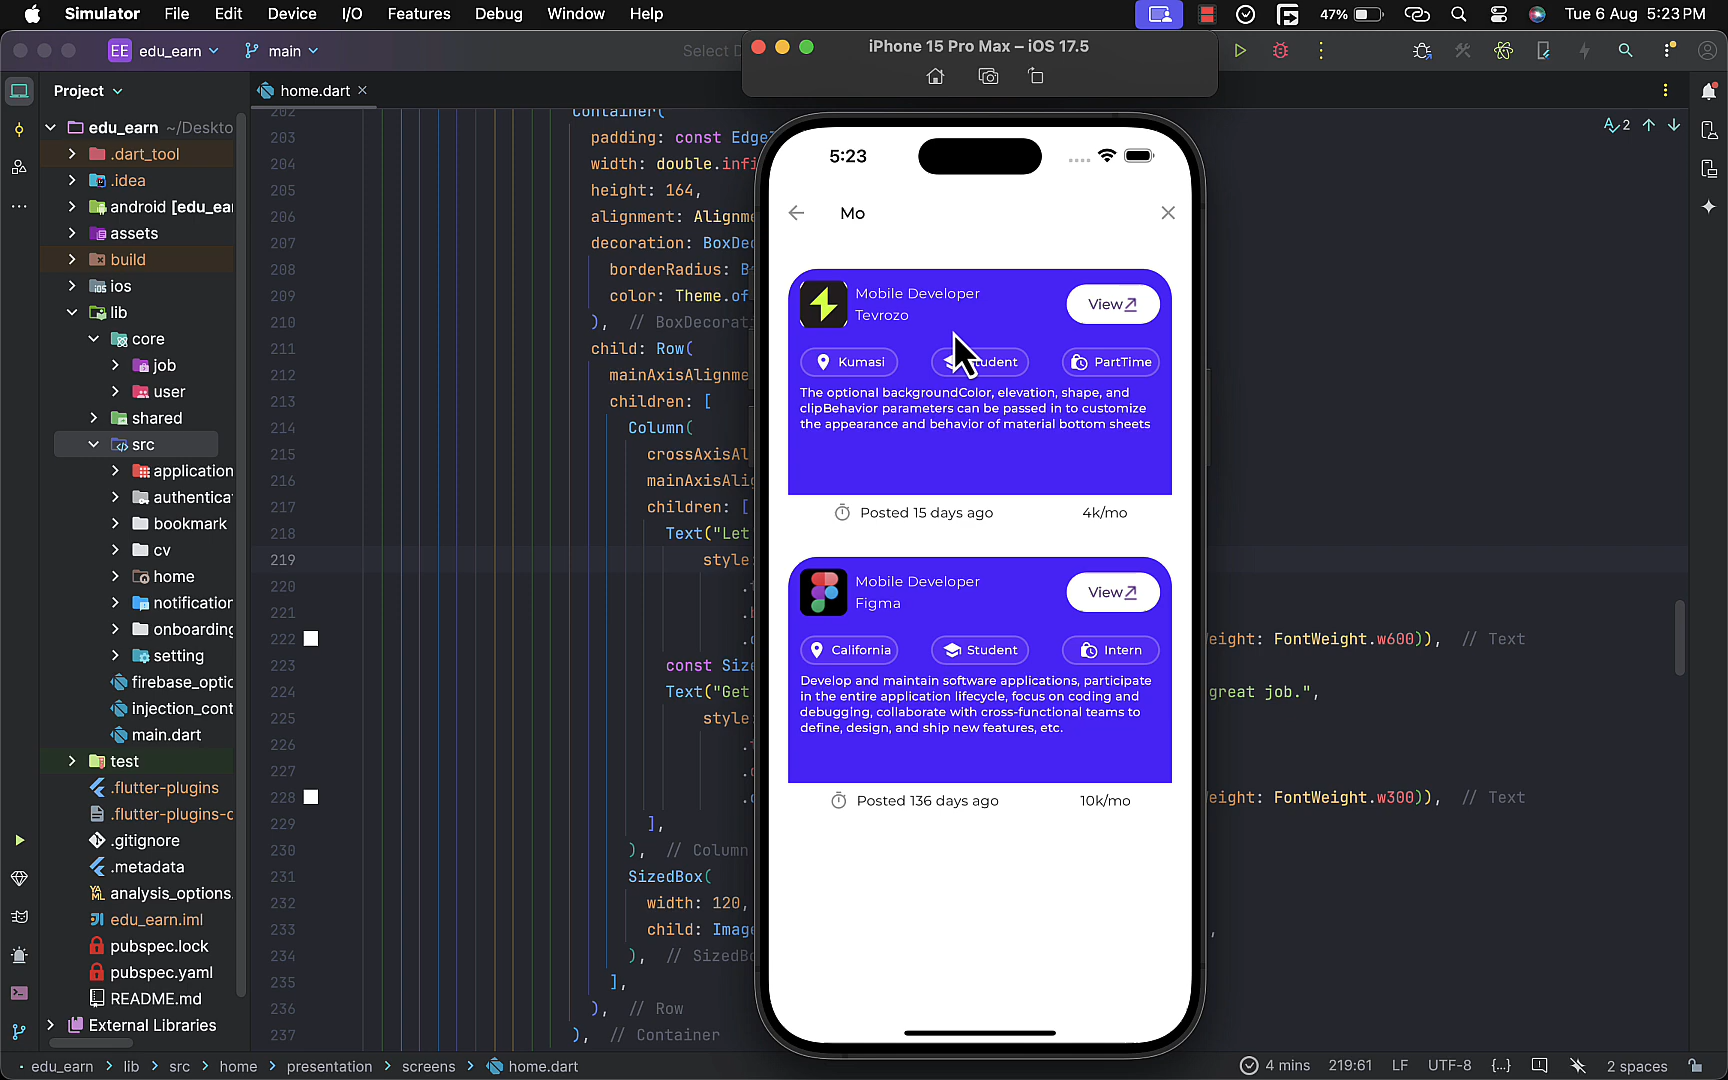 Simulator File Edit Device I/O Features Debug Window Help 47% Tue 6 Aug 5:23 PM
EE edu_earn main Select
iPhone 15 Pro Max – iOS 17.5
Project
home.dart
edu_earn ~/Deskto
.dart_tool
.idea
android [edu_ear
assets
build
ios
lib
core
job
user
shared
src
application
authentica
bookmark
cv
home
notification
onboarding
setting
firebase_optio
injection_cont
main.dart
test
.flutter-plugins
.flutter-plugins-c
.gitignore
.metadata
analysis_options.
edu_earn.iml
pubspec.lock
pubspec.yaml
README.md
External Libraries
2
202 Container(
203 padding: const Edge
204 width: double.infi
205 height: 164,
206 alignment: Alignme
207 decoration: BoxDec
208 borderRadius: B
209 color: Theme.of
210 ), // BoxDecorat
211 child: Row(
212 mainAxisAlignme
213 children: [
214 Column(
215 crossAxisAl
216 mainAxisAlig
217 children: [
218 Text("Let
219 style:
220
221
222 eight: FontWeight.w600)), // Text
223 const Size
224 Text("Get great job.",
225 style:
226
227
228 eight: FontWeight.w300)), // Text
229 ],
230 ), // Column
231 SizedBox(
232 width: 120,
233 child: Image ,
234 ), // SizedBo
235 ],
236 ), // Row
237 ), // Container
5:23
Mo
Mobile Developer
Tevrozo
View
Kumasi
PartTime
The optional backgroundColor, elevation, shape, and
clipBehavior parameters can be passed in to customize
the appearance and behavior of material bottom sheets
Posted 15 days ago 4k/mo
Mobile Developer
Figma
View
California Student Intern
Develop and maintain software applications, participate
in the entire application lifecycle, focus on coding and
debugging, collaborate with cross-functional teams to
define, design, and ship new features, etc.
Posted 136 days ago 10k/mo
edu_earn > lib > src > home > presentation > screens > home.dart
4 mins 219:61 LF UTF-8 {...} 2 spaces